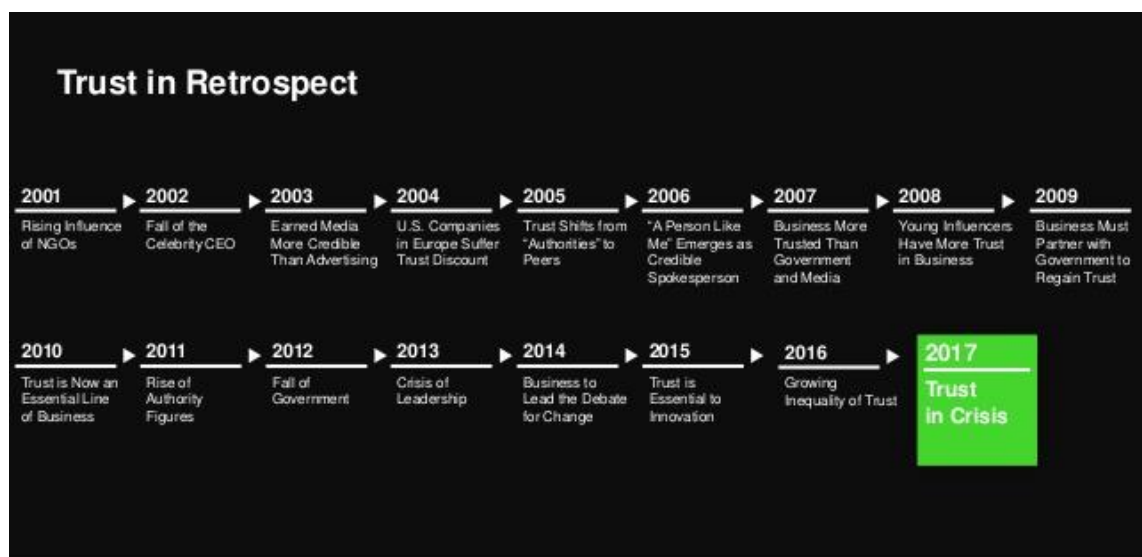 Trust in Retrospect
2001
Rising Influence
of NGOs
2002
Fall of the
Celebrity CEO
2003
Earned Media
More Credible
Than Advertising
2004
U.S. Companies
in Europe Suffer
Trust Discount
2005
Trust Shifts from
“Authorities” to
Peers
2006
“A Person Like
Me” Emerges as
Credible
Spokesperson
2007
Business More
Trusted Than
Government
and Media
2008
Young Influencers
Have More Trust
in Business
2009
Business Must
Partner with
Government to
Regain Trust
2010
Trust is Now an
Essential Line
of Business
2011
Rise of
Authority
Figures
2012
Fall of
Government
2013
Crisis of
Leadership
2014
Business to
Lead the Debate
for Change
2015
Trust is
Essential to
Innovation
2016
Growing
Inequality of Trust
2017
Trust
in Crisis